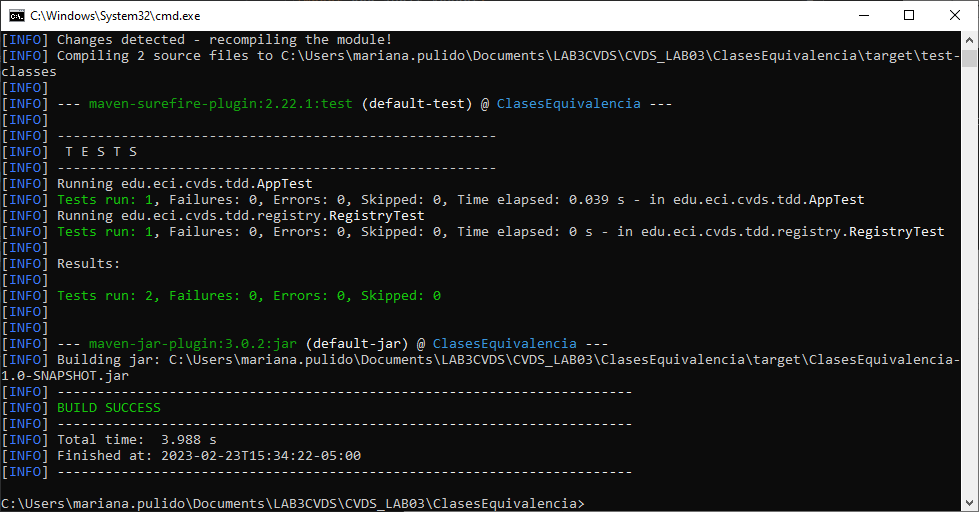 C:\Windows\System32\cmd.exe
[INFO] Changes detected - recompiling the module!
[INFO] Compiling 2 source files to C:\Users\mariana.pulido\Documents\LAB3CVDS\CVDS_LAB03\ClasesEquivalencia\target\test-
classes
[INFO]
[INFO] --- maven-surefire-plugin:2.22.1:test (default-test) @ ClasesEquivalencia ---
[INFO]
[INFO] -------------------------------------------------------
[INFO]  T E S T S
[INFO] -------------------------------------------------------
[INFO] Running edu.eci.cvds.tdd.AppTest
[INFO] Tests run: 1, Failures: 0, Errors: 0, Skipped: 0, Time elapsed: 0.039 s - in edu.eci.cvds.tdd.AppTest
[INFO] Running edu.eci.cvds.tdd.registry.RegistryTest
[INFO] Tests run: 1, Failures: 0, Errors: 0, Skipped: 0, Time elapsed: 0 s - in edu.eci.cvds.tdd.registry.RegistryTest
[INFO]
[INFO] Results:
[INFO]
[INFO] Tests run: 2, Failures: 0, Errors: 0, Skipped: 0
[INFO]
[INFO]
[INFO] --- maven-jar-plugin:3.0.2:jar (default-jar) @ ClasesEquivalencia ---
[INFO] Building jar: C:\Users\mariana.pulido\Documents\LAB3CVDS\CVDS_LAB03\ClasesEquivalencia\target\ClasesEquivalencia-
1.0-SNAPSHOT.jar
[INFO] ------------------------------------------------------------------------
[INFO] BUILD SUCCESS
[INFO] ------------------------------------------------------------------------
[INFO] Total time:  3.988 s
[INFO] Finished at: 2023-02-23T15:34:22-05:00
[INFO] ------------------------------------------------------------------------
C:\Users\mariana.pulido\Documents\LAB3CVDS\CVDS_LAB03\ClasesEquivalencia>